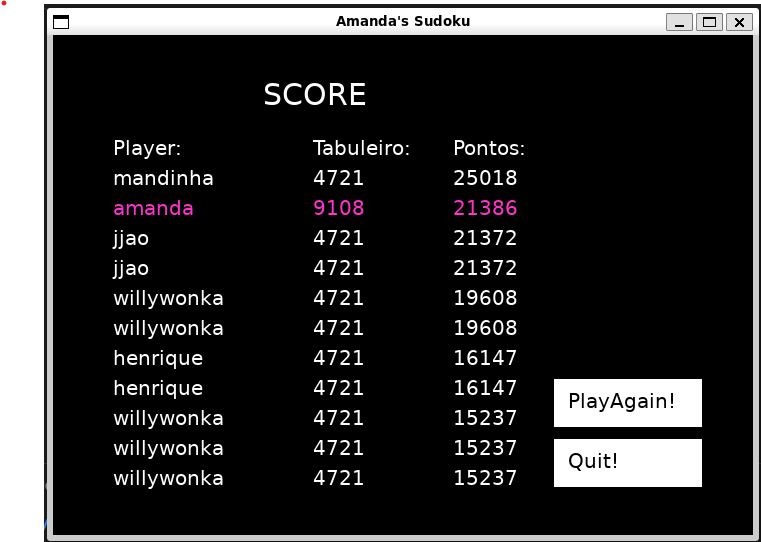 Amanda's Sudoku
SCORE
Player: Tabuleiro: Pontos:
mandinha 4721 25018
amanda 9108 21386
jjao 4721 21372
jjao 4721 21372
willywonka 4721 19608
willywonka 4721 19608
henrique 4721 16147
henrique 4721 16147
PlayAgain!
willywonka 4721 15237
willywonka 4721 15237
Quit!
willywonka 4721 15237